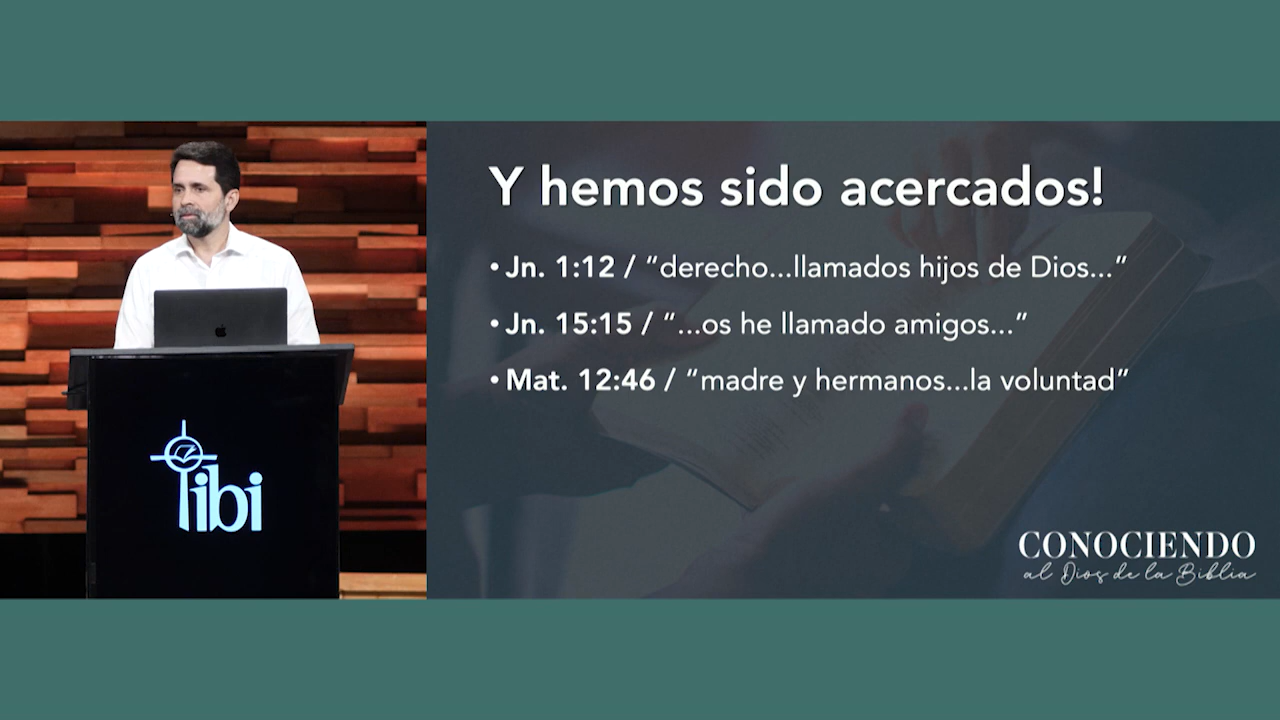 Y hemos sido acercados!
• Jn. 1:12 / “derecho...llamados hijos de Dios...”
• Jn. 15:15 / “...os he llamado amigos...”
• Mat. 12:46 / “madre y hermanos...la voluntad”
ibi
CONOCIENDO
al Dios de la Biblia